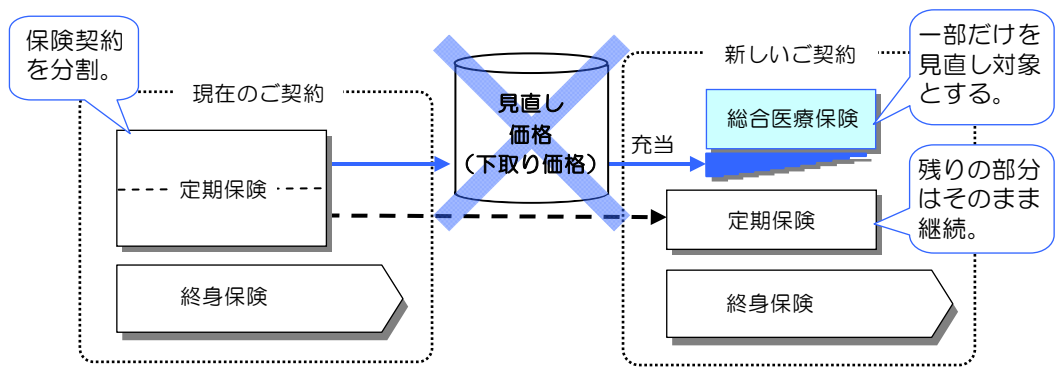 保険契約
を分割。
現在のご契約
定期保険
終身保険
見直し
価格
（下取り価格）
充当
新しいご契約
一部だけを
見直し対象
とする。
総合医療保険
残りの部分
はそのまま
継続。
定期保険
終身保険